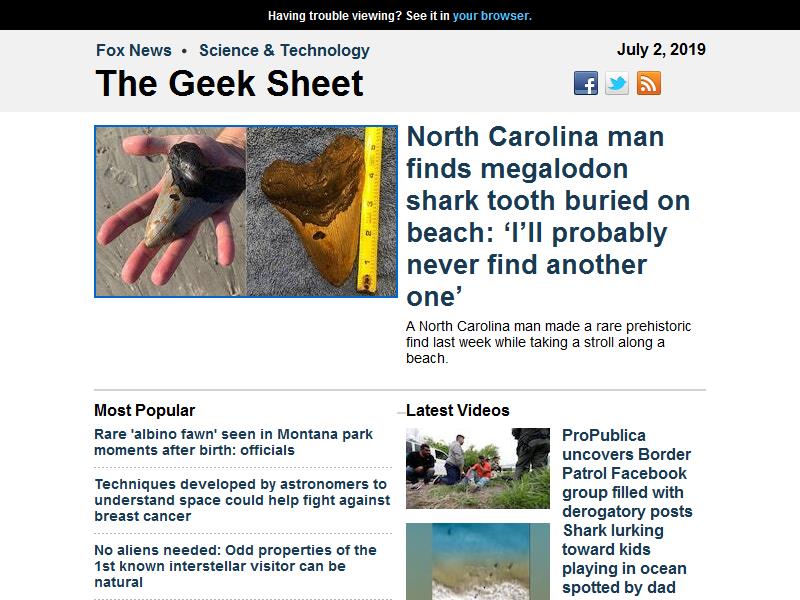 Having trouble viewing? See it in your browser.
Fox News • Science & Technology
July 2, 2019
The Geek Sheet
North Carolina man
finds megalodon
shark tooth buried on
beach: ‘I’ll probably
never find another
one’
A North Carolina man made a rare prehistoric
find last week while taking a stroll along a
beach.
Most Popular
Rare 'albino fawn' seen in Montana park
moments after birth: officials
Techniques developed by astronomers to
understand space could help fight against
breast cancer
No aliens needed: Odd properties of the
1st known interstellar visitor can be
natural
Latest Videos
ProPublica
uncovers Border
Patrol Facebook
group filled with
derogatory posts
Shark lurking
toward kids
playing in ocean
spotted by dad